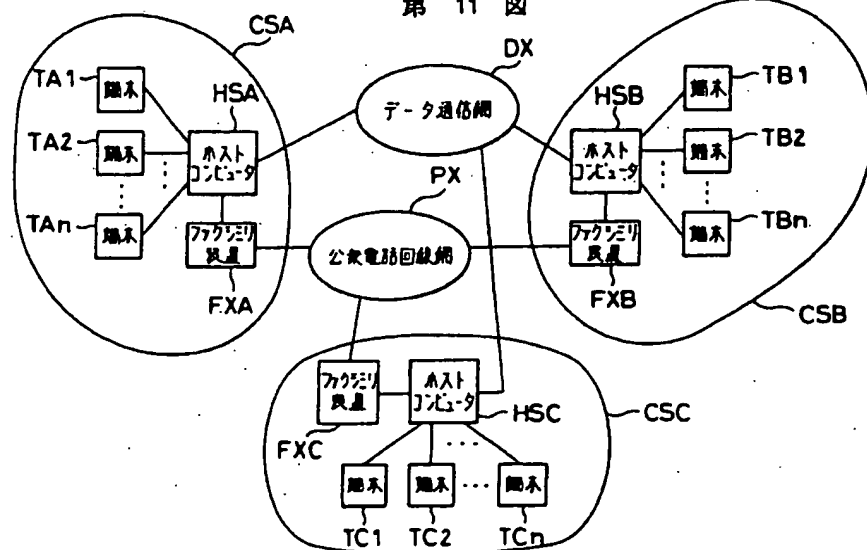 第 11 図
CSA
DX
TA1
端末
HSA
データ通信網
HSB
端末
TB1
TA2
端末
ホスト
コンピュータ
ホスト
コンピュータ
端末
TB2
PX
TAn
端末
ファクシミリ
装置
公衆電話回線網
ファクシミリ
装置
端末
TBn
FXA
FXB
CSB
ファクシミリ
装置
ホスト
コンピュータ
HSC
CSC
FXC
端末
端末
端末
TC1
TC2
TCn